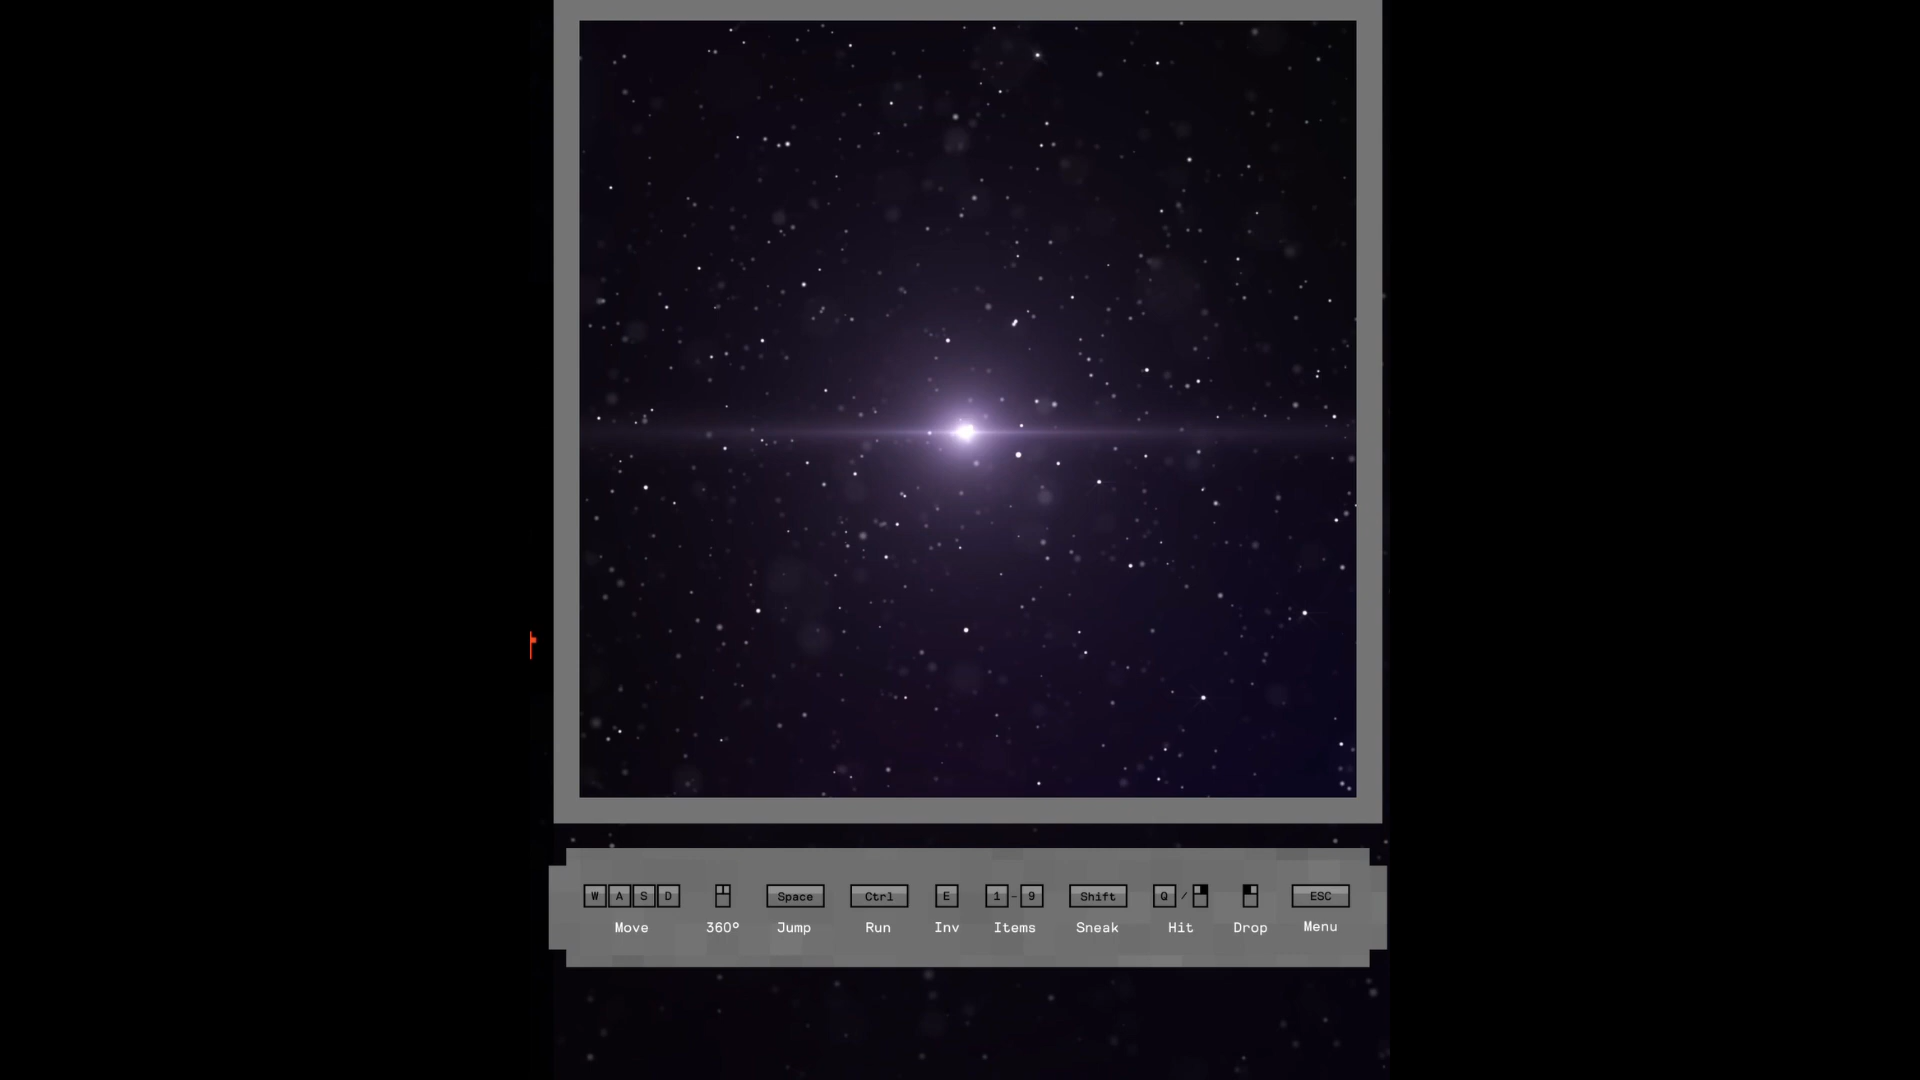 W A S D Space Ctrl E 1 - 9 Shift Q / ESC
Move 360° Jump Run Inv Items Sneak Hit Drop Menu